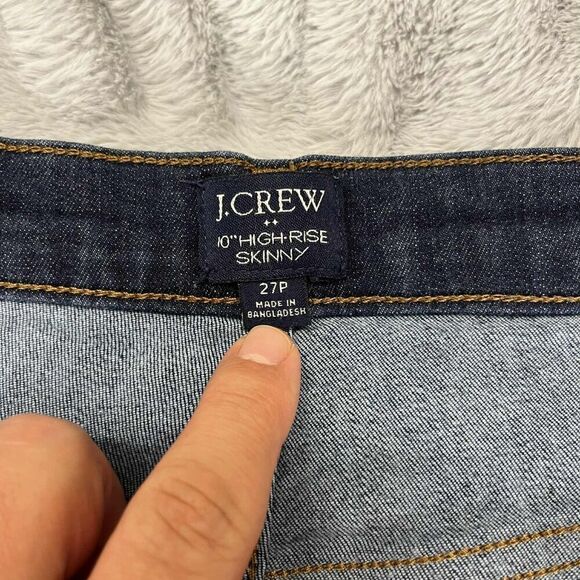 J.CREW
10" HIGH-RISE
SKINNY
27P
MADE IN
BANGLADESH